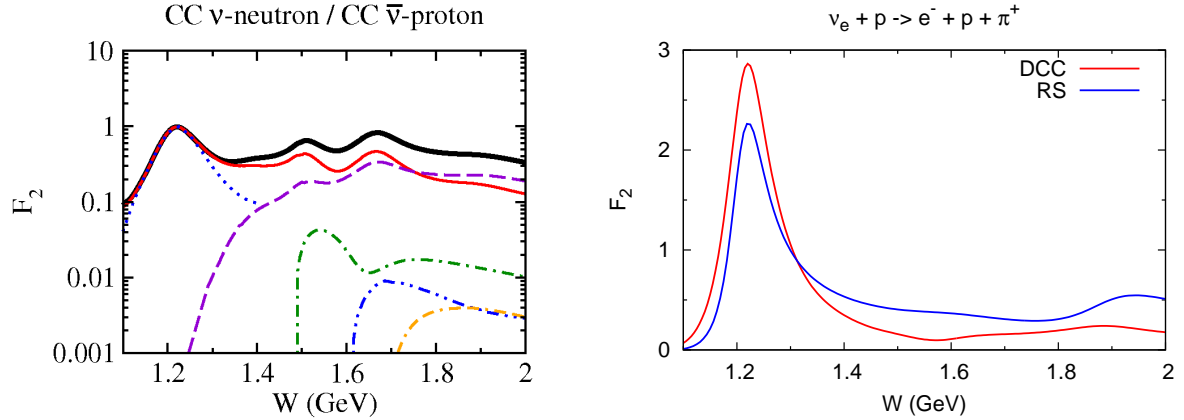 CC ν-neutron / CC ν̅-proton
10
1
0.1
0.01
0.001
F₂
1.2 1.4 1.6 1.8 2
W (GeV)
νₑ + p -> e⁻ + p + π⁺
3
2
1
0
F₂
DCC
RS
1.2 1.4 1.6 1.8 2
W (GeV)